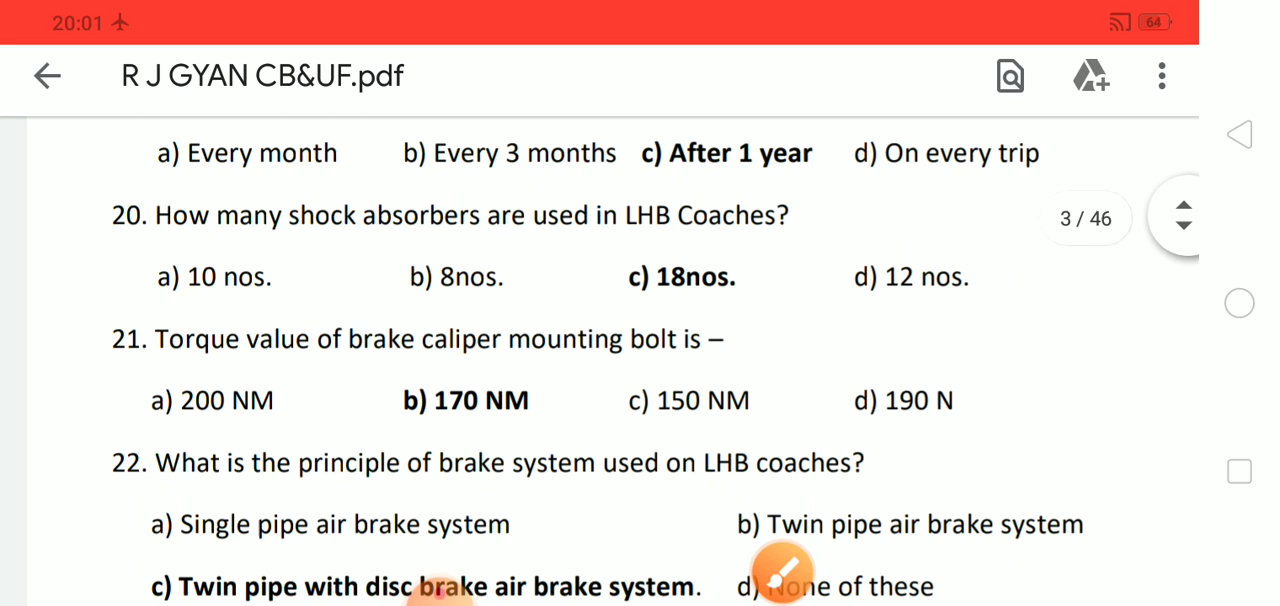 20:01
64
R J GYAN CB&UF.pdf
a) Every month b) Every 3 months c) After 1 year d) On every trip
20. How many shock absorbers are used in LHB Coaches?
3 / 46
a) 10 nos. b) 8nos. c) 18nos. d) 12 nos.
21. Torque value of brake caliper mounting bolt is –
a) 200 NM b) 170 NM c) 150 NM d) 190 N
22. What is the principle of brake system used on LHB coaches?
a) Single pipe air brake system b) Twin pipe air brake system
c) Twin pipe with disc brake air brake system. d) None of these